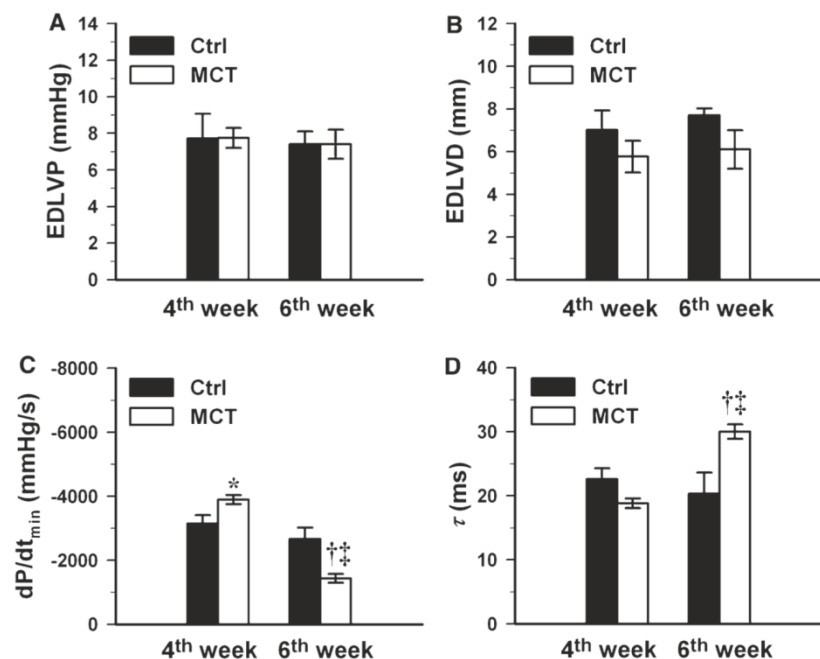 A
Ctrl
MCT
EDLVP (mmHg)
14
12
10
8
6
4
2
0
4th week 6th week
B
Ctrl
MCT
EDLVD (mm)
12
10
8
6
4
2
0
4th week 6th week
C
Ctrl
MCT
dP/dtmin (mmHg/s)
-8000
-6000
-4000
-2000
0
*
†‡
4th week 6th week
D
Ctrl
MCT
τ (ms)
40
30
20
10
0
†‡
4th week 6th week